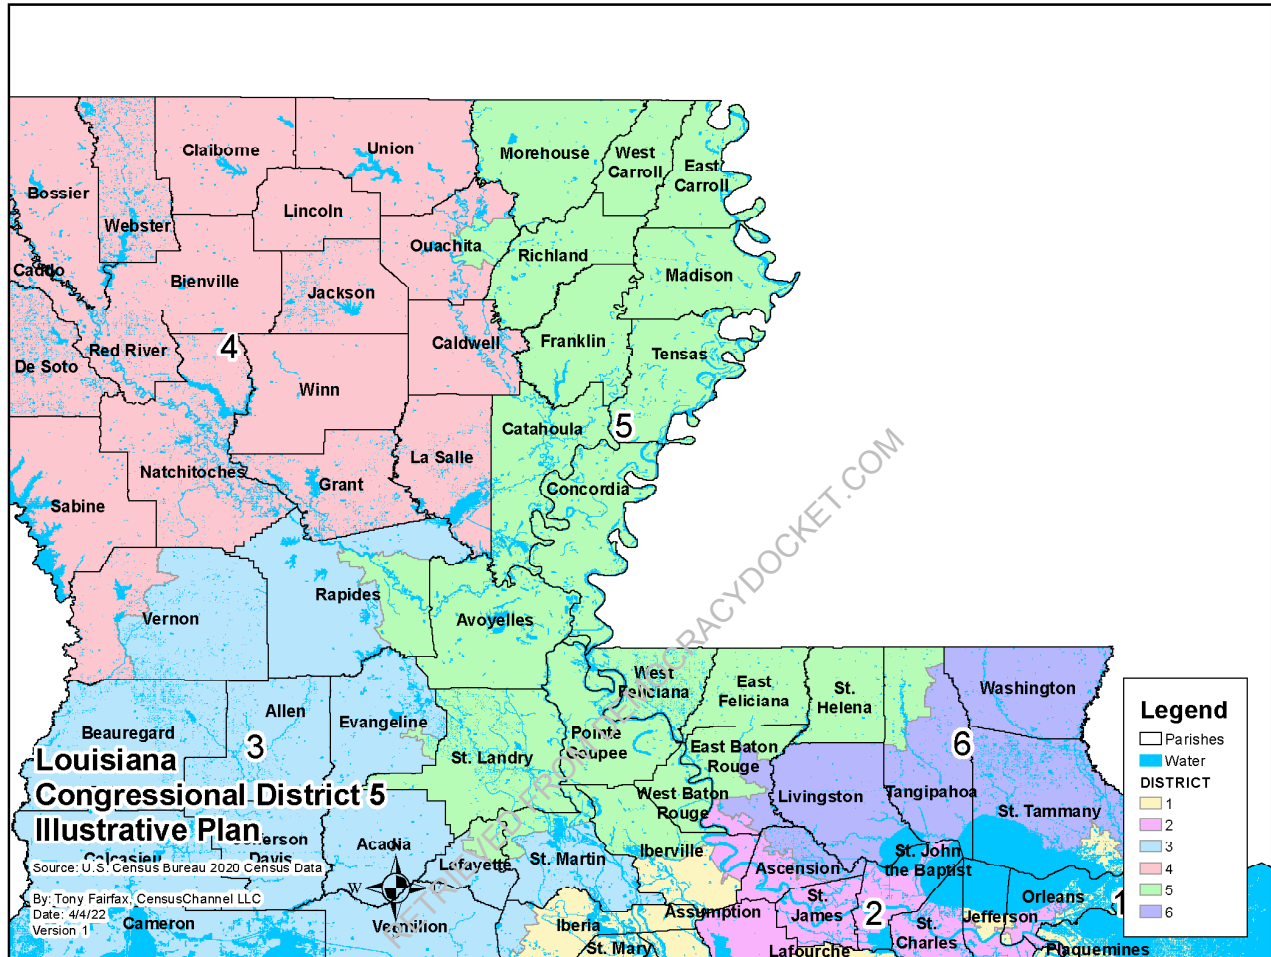 Claiborne
Union
Morehouse
West
Carroll
East
Carroll
Bossier
Lincoln
Webster
Ouachita
Richland
Caddo
Bienville
Jackson
Madison
Red River
4
Caldwell
Franklin
Tensas
De Soto
Winn
Catahoula
5
Natchitoches
La Salle
Grant
Concordia
Sabine
Rapides
Vernon
Avoyelles
West
Feliciana
East
Feliciana
St.
Helena
Washington
Beauregard
Allen
Evangeline
3
St. Landry
Pointe
Coupee
East Baton
Rouge
6
West Baton
Rouge
Livingston
Tangipahoa
St. Tammany
Louisiana
Congressional District 5
Illustrative Plan
Calcasieu
Jefferson
Davis
Acadia
Lafayette
St. Martin
Iberville
Ascension
St. John
the Baptist
Source: U.S. Census Bureau 2020 Census Data
By: Tony Fairfax, CensusChannel LLC
Date: 4/4/22
Version 1
W
Cameron
Vermilion
Iberia
St. Mary
Assumption
St.
James
2
St.
Charles
Jefferson
Orleans
1
Lafourche
Plaquemines
Legend
Parishes
Water
DISTRICT
1
2
3
4
5
6
RETRIEVED FROM DEMOCRACYDOCKET.COM